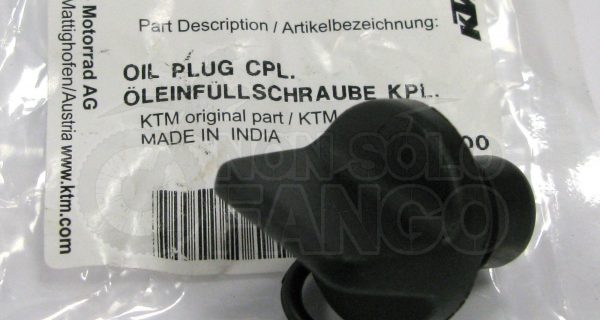 Motorrad AG
Mattighofen/Austria
www.ktm.com
KTM
Part Description / Artikelbezeichnung:
OIL PLUG CPL.
ÖLEINFÜLLSCHRAUBE KPL.
KTM original part / KTM
MADE IN INDIA
00
NON SOLO
FANGO